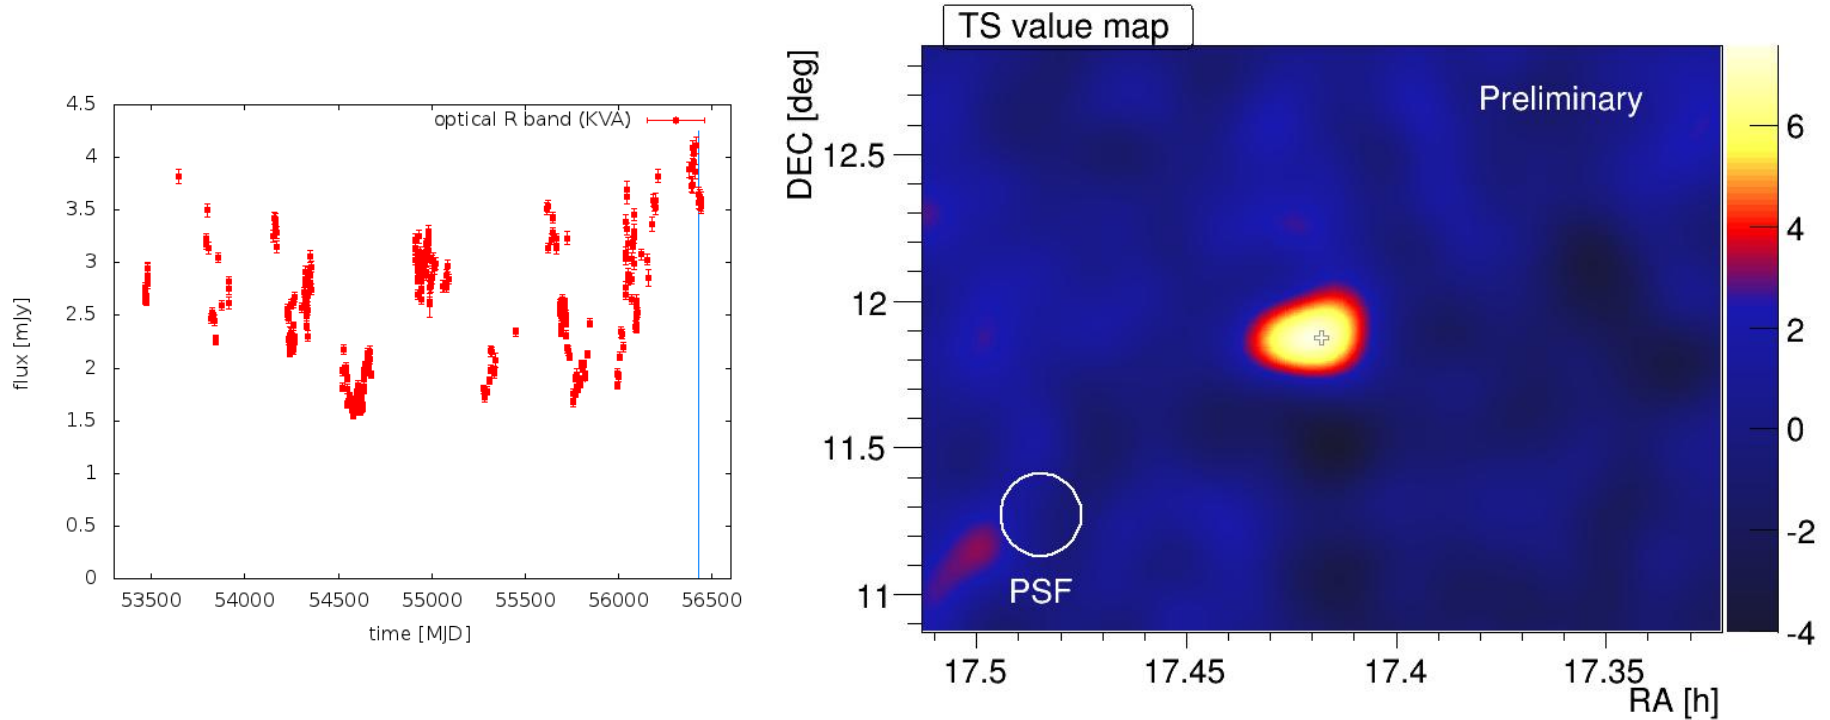 4.5
4
3.5
3
2.5
2
1.5
1
0.5
0
flux [mJy]
optical R band (KVA)
53500 54000 54500 55000 55500 56000 56500
time [MJD]
TS value map
Preliminary
DEC [deg]
12.5
12
11.5
11
PSF
17.5 17.45 17.4 17.35
RA [h]
6
4
2
0
-2
-4